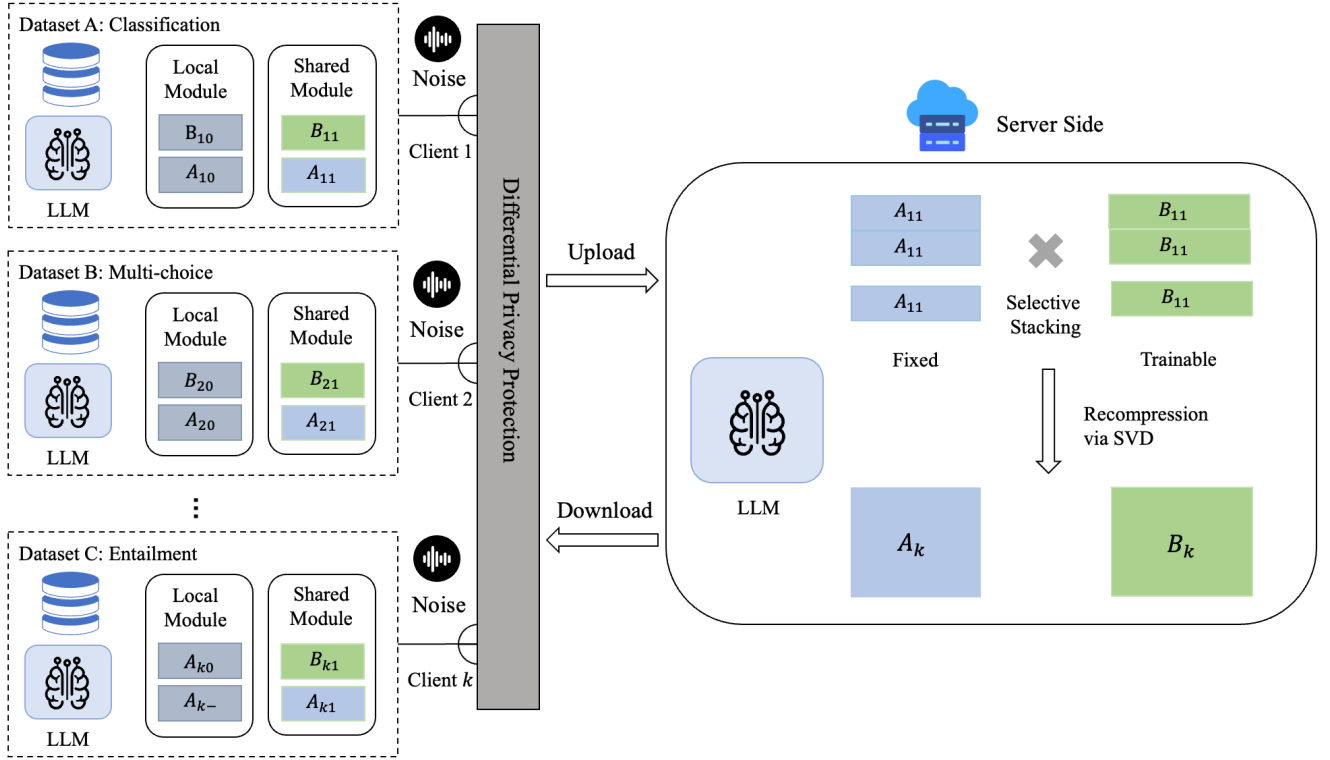 Dataset A: Classification
Local
Module
Shared
Module
B₁₀
A₁₀
B₁₁
A₁₁
LLM
Noise
Client 1
Dataset B: Multi-choice
Local
Module
Shared
Module
B₂₀
A₂₀
B₂₁
A₂₁
LLM
Noise
Client 2
⋮
Dataset C: Entailment
Local
Module
Shared
Module
Aₖ₀
Aₖ₋
Bₖ₁
Aₖ₁
LLM
Noise
Client k
Differential Privacy Protection
Upload
Download
Server Side
A₁₁
A₁₁
A₁₁
Fixed
Selective
Stacking
B₁₁
B₁₁
B₁₁
Trainable
Recompression
via SVD
LLM
Aₖ
Bₖ